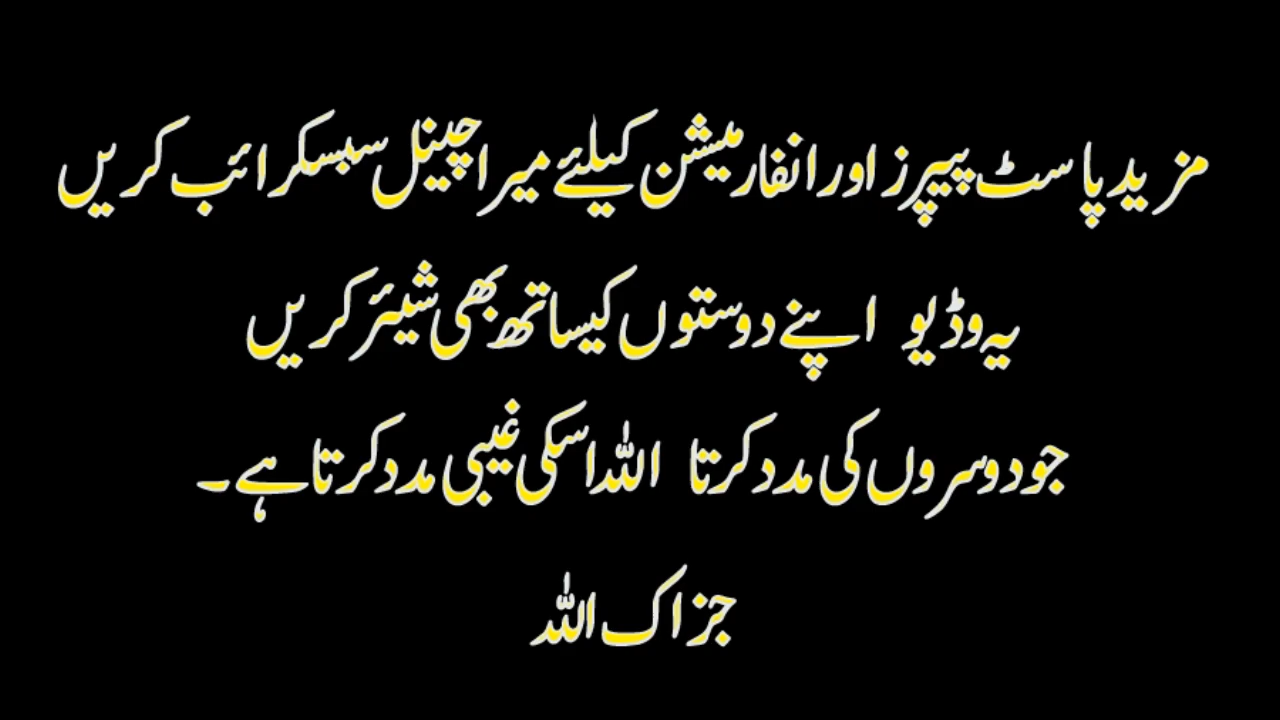 مزید پاسٹ پیپرز اور انفارمیشن کیلئے میرا چینل سبسکرائب کریں
یہ وڈیو اپنے دوستوں کیساتھ بھی شیئر کریں
جو دوسروں کی مدد کرتا اللہ اسکی غیبی مدد کرتا ہے۔
جزاک اللہ